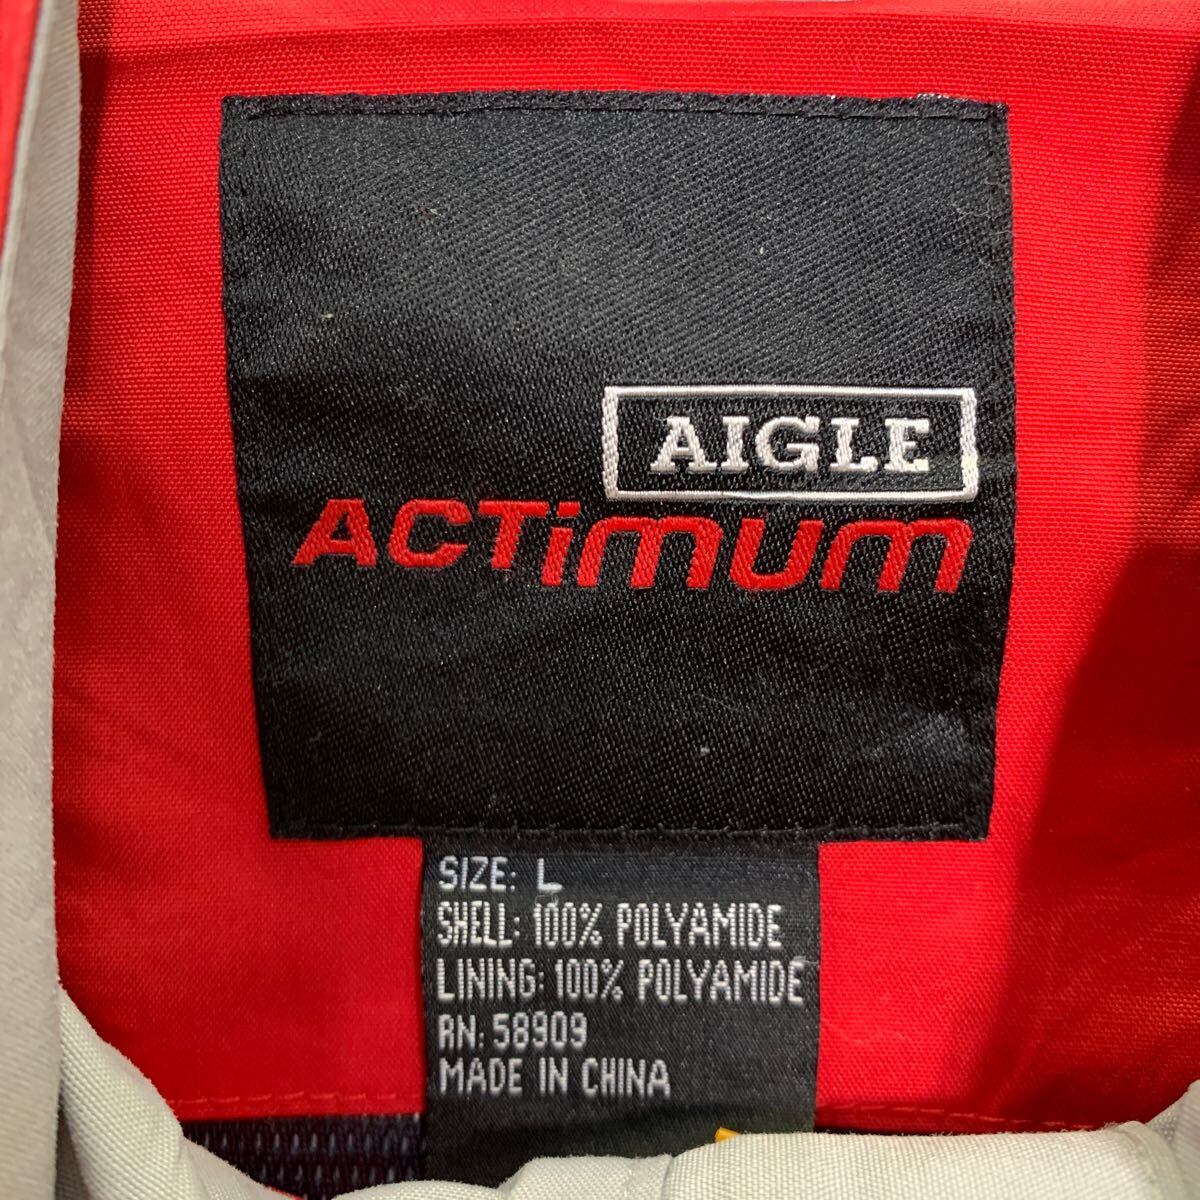 AIGLE
ACTimum
SIZE: L
SHELL: 100% POLYAMIDE
LINING: 100% POLYAMIDE
RN: 58909
MADE IN CHINA